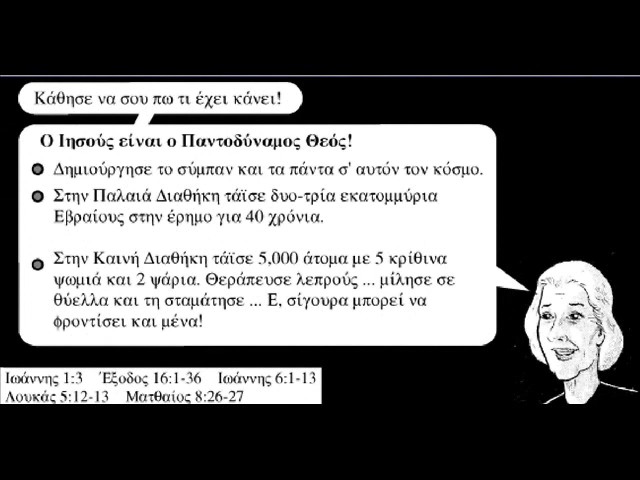 Κάθησε να σου πω τι έχει κάνει!
Ο Ιησούς είναι ο Παντοδύναμος Θεός!
Δημιούργησε το σύμπαν και τα πάντα σ' αυτόν τον κόσμο.
Στην Παλαιά Διαθήκη τάϊσε δυο-τρία εκατομμύρια
Εβραίους στην έρημο για 40 χρόνια.
Στην Καινή Διαθήκη τάϊσε 5,000 άτομα με 5 κρίθινα
ψωμιά και 2 ψάρια. Θεράπευσε λεπρούς ... μίλησε σε
θύελλα και τη σταμάτησε ... Ε, σίγουρα μπορεί να
φροντίσει και μένα!
Ιωάννης 1:3 Έξοδος 16:1-36 Ιωάννης 6:1-13
Λουκάς 5:12-13 Ματθαίος 8:26-27